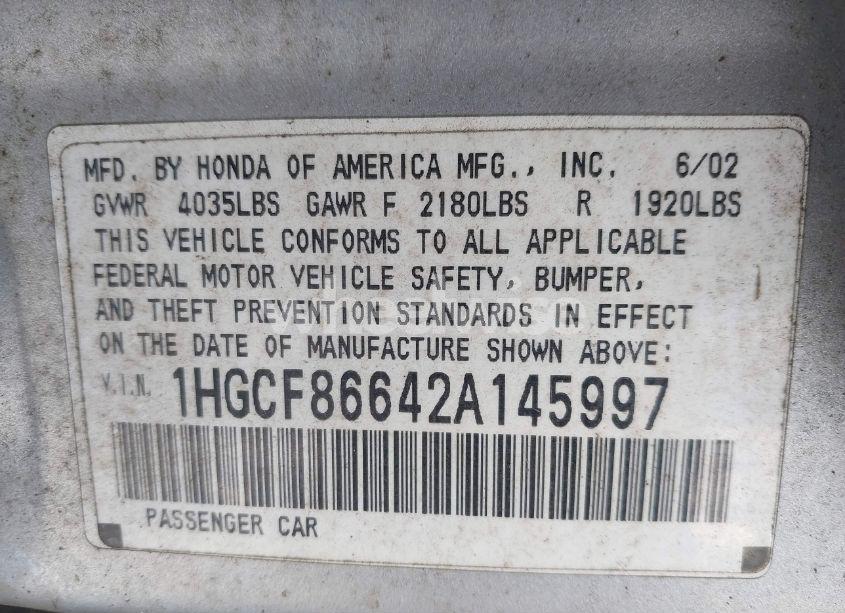 MFD. BY HONDA OF AMERICA MFG., INC. 6/02
GVWR 4035LBS GAWR F 2180LBS R 1920LBS
THIS VEHICLE CONFORMS TO ALL APPLICABLE
FEDERAL MOTOR VEHICLE SAFETY, BUMPER,
AND THEFT PREVENTION STANDARDS IN EFFECT
ON THE DATE OF MANUFACTURE SHOWN ABOVE:
V.I.N. 1HGCF86642A145997
PASSENGER CAR